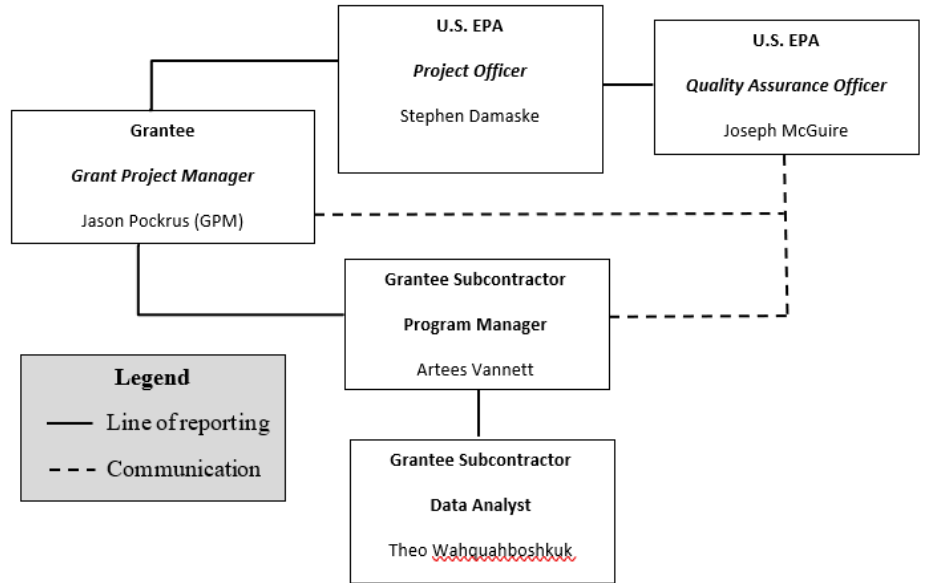 U.S. EPA
Project Officer
Stephen Damaske
U.S. EPA
Quality Assurance Officer
Joseph McGuire
Grantee
Grant Project Manager
Jason Pockrus (GPM)
Grantee Subcontractor
Program Manager
Artees Vannett
Legend
Line of reporting
Communication
Grantee Subcontractor
Data Analyst
Theo Wahquahboshkuk